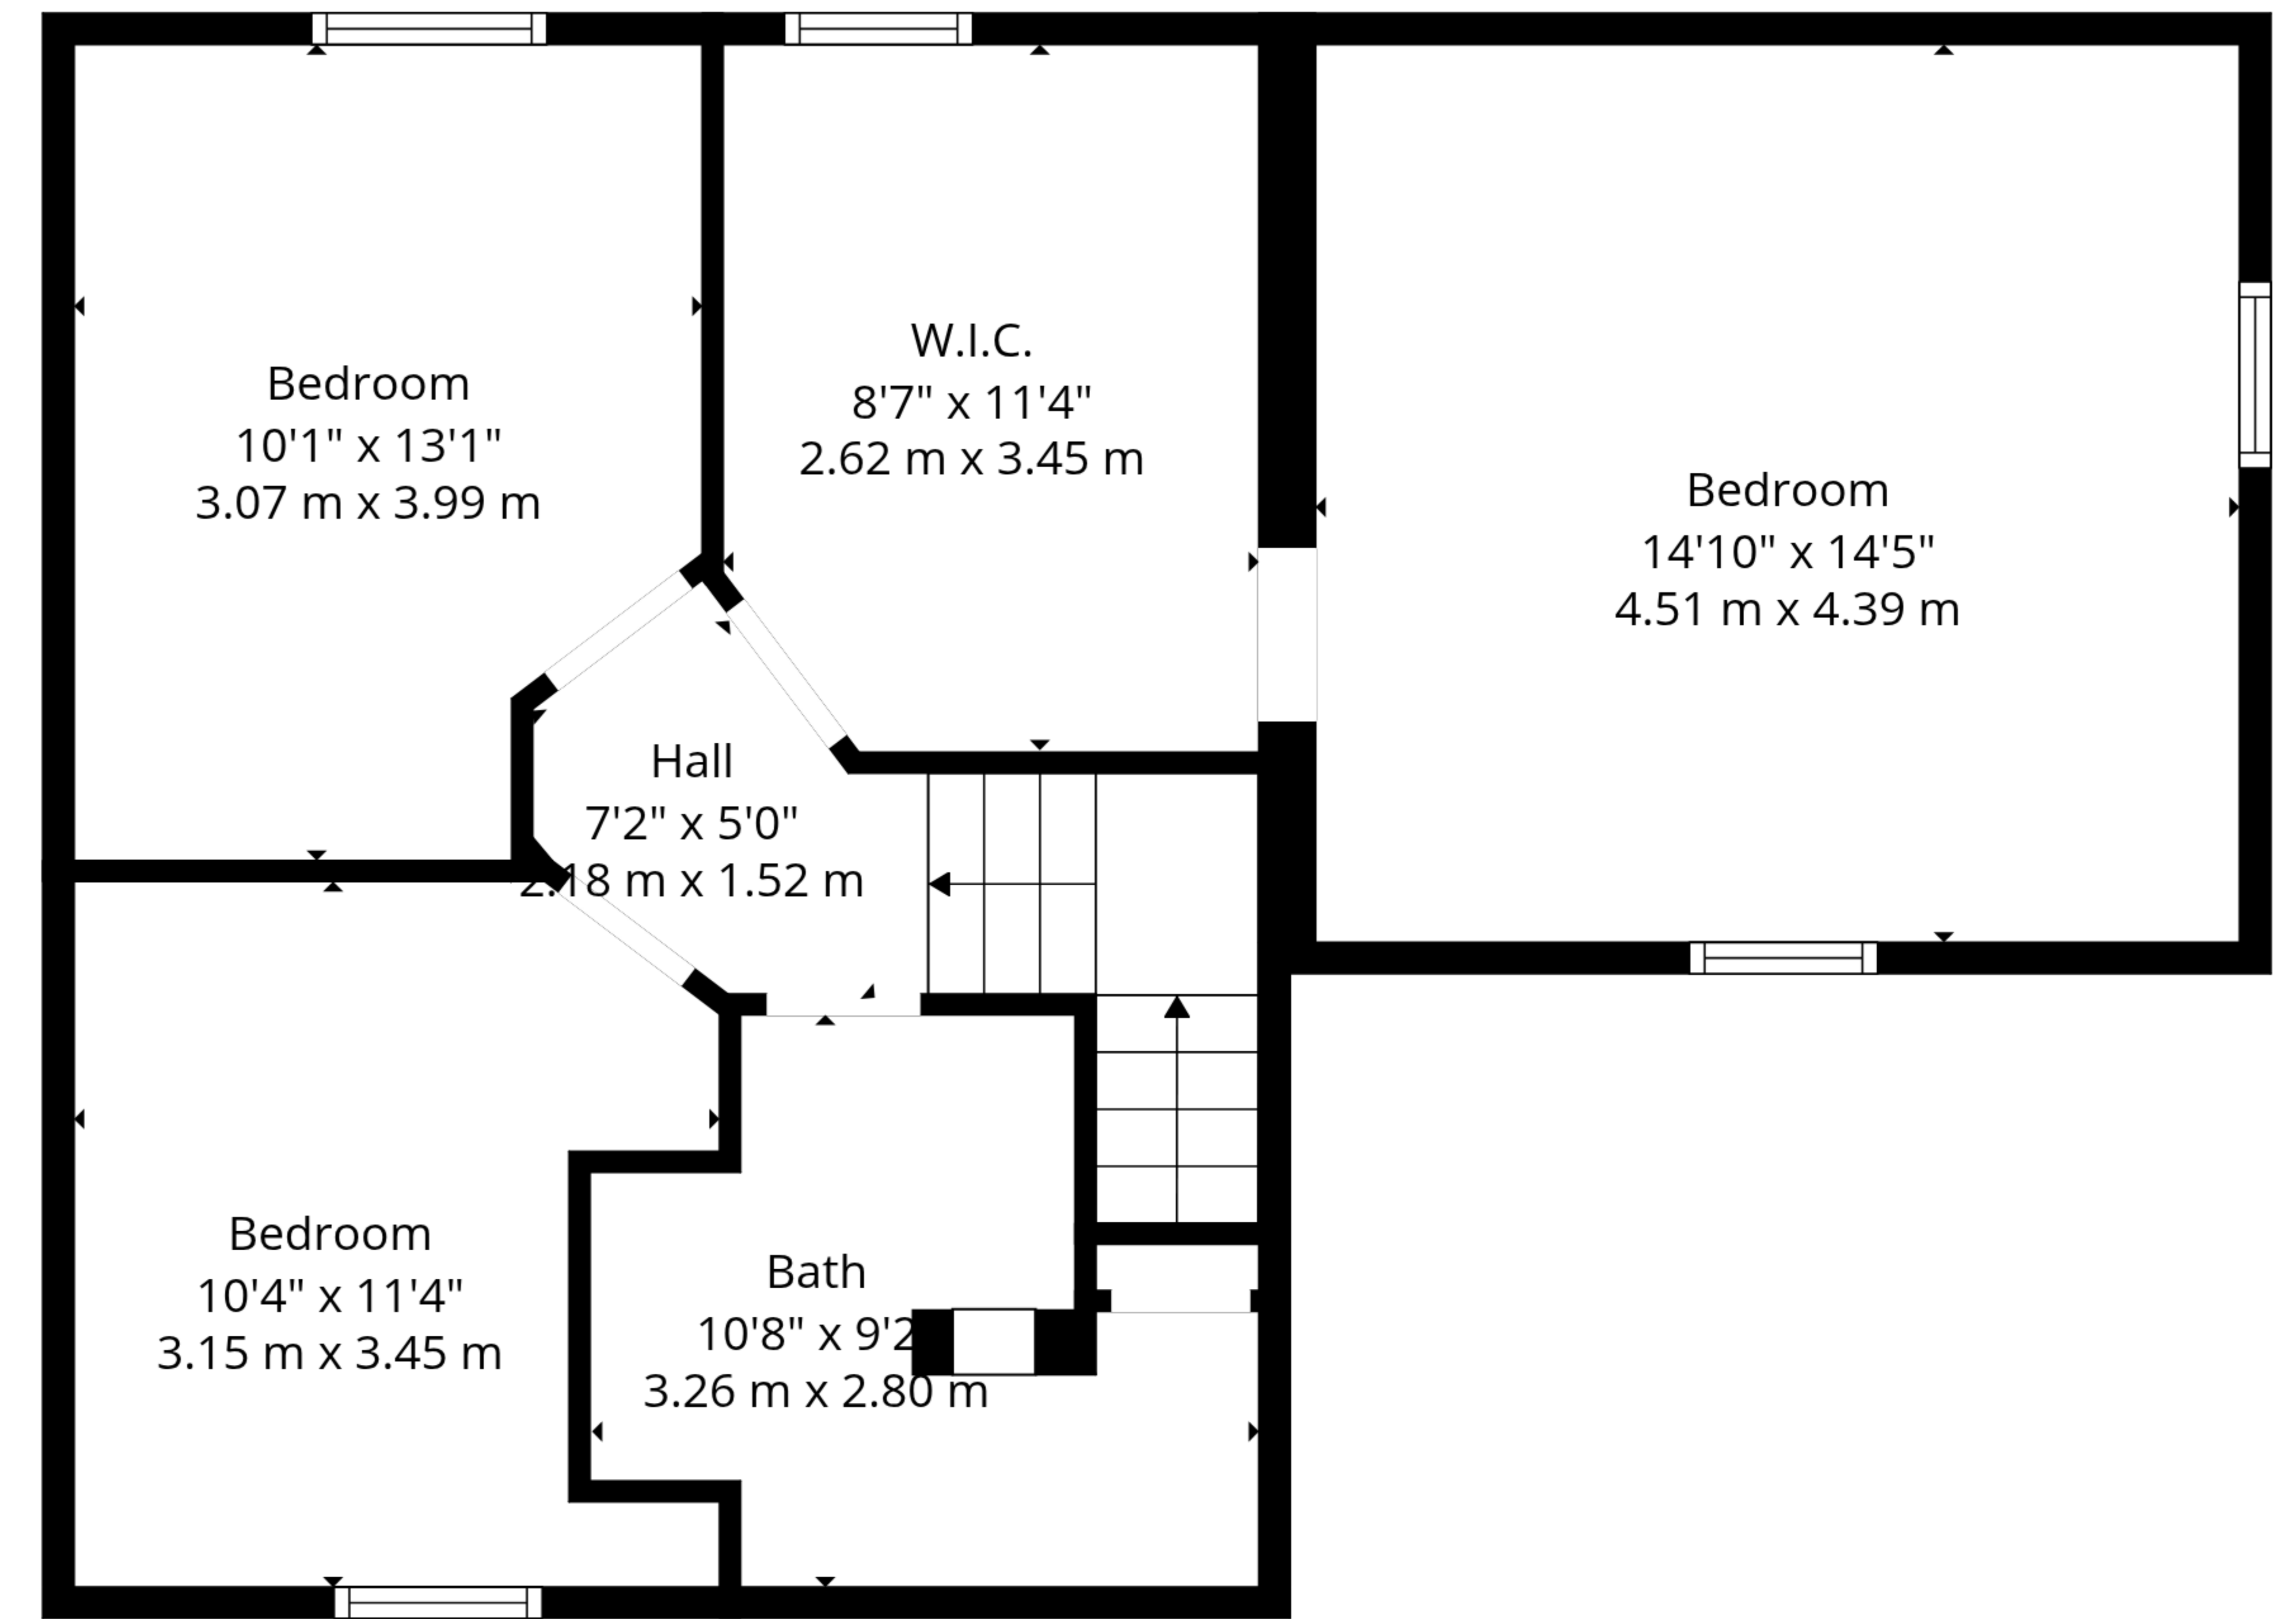 Bedroom
10'1" x 13'1"
3.07 m x 3.99 m
W.I.C.
8'7" x 11'4"
2.62 m x 3.45 m
Bedroom
14'10" x 14'5"
4.51 m x 4.39 m
Hall
7'2" x 5'0"
2.18 m x 1.52 m
Bedroom
10'4" x 11'4"
3.15 m x 3.45 m
Bath
10'8" x 9'2
3.26 m x 2.80 m